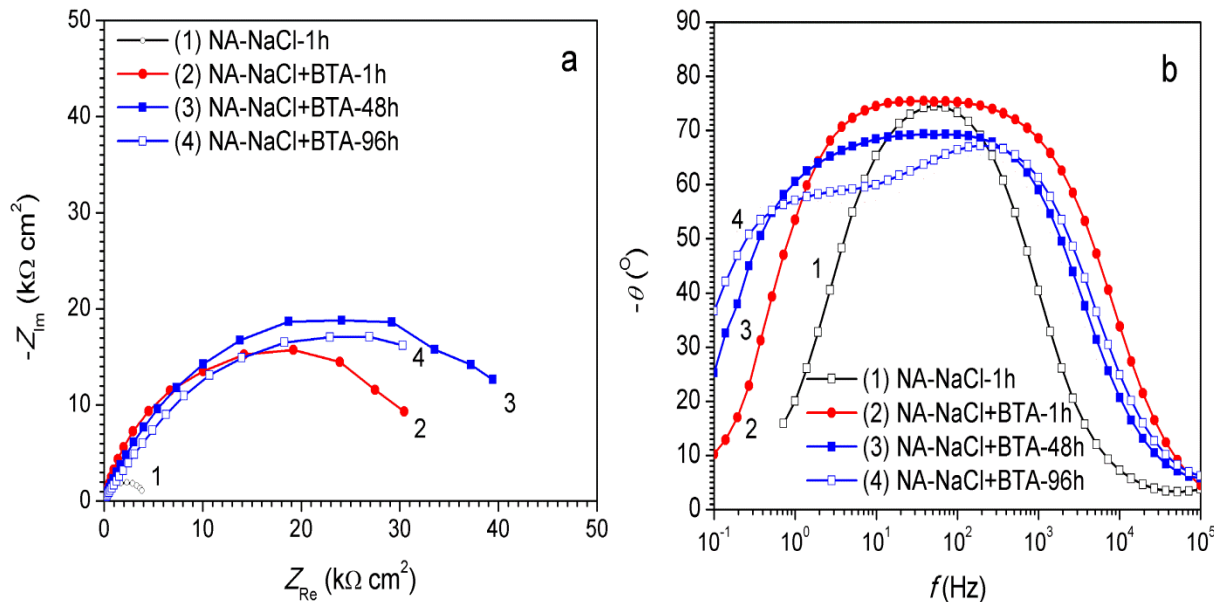 a
50
40
30
20
10
0
-Z_Im (kΩ cm²)
(1) NA-NaCl-1h
(2) NA-NaCl+BTA-1h
(3) NA-NaCl+BTA-48h
(4) NA-NaCl+BTA-96h
4
3
2
1
0 10 20 30 40 50
Z_Re (kΩ cm²)
b
90
80
70
60
50
40
30
20
10
0
-θ (°)
4
1
3
2
(1) NA-NaCl-1h
(2) NA-NaCl+BTA-1h
(3) NA-NaCl+BTA-48h
(4) NA-NaCl+BTA-96h
10⁻¹ 10⁰ 10¹ 10² 10³ 10⁴ 10⁵
f (Hz)